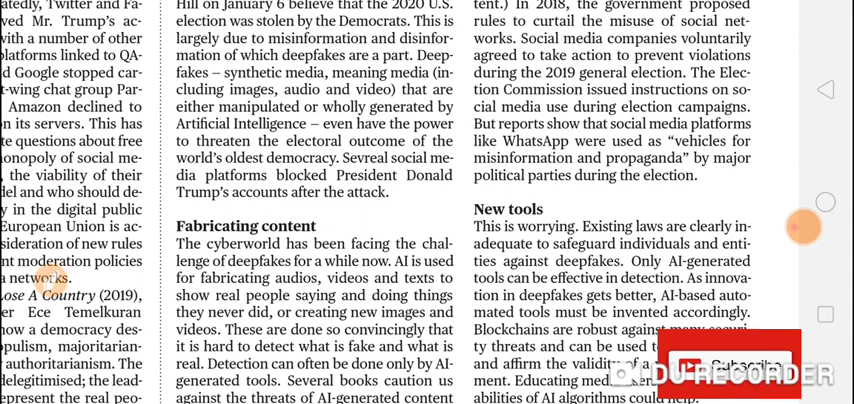 atedly, Twitter and Fa-
ved Mr. Trump's ac-
with a number of other
platforms linked to QA-
d Google stopped car-
t-wing chat group Par-
Amazon declined to
n its servers. This has
te questions about free
monopoly of social me-
, the viability of their
del and who should de-
y in the digital public
European Union is ac-
sideration of new rules
nt moderation policies
a networks.
Lose A Country (2019),
er Ece Temelkuran
how a democracy des-
opulism, majoritarian-
authoritarianism. The
delegitimised; the lead-
epresent the real peo-
Hill on January 6 believe that the 2020 U.S.
election was stolen by the Democrats. This is
largely due to misinformation and disinfor-
mation of which deepfakes are a part. Deep-
fakes – synthetic media, meaning media (in-
cluding images, audio and video) that are
either manipulated or wholly generated by
Artificial Intelligence – even have the power
to threaten the electoral outcome of the
world's oldest democracy. Sevreal social me-
dia platforms blocked President Donald
Trump's accounts after the attack.
Fabricating content
The cyberworld has been facing the chal-
lenge of deepfakes for a while now. AI is used
for fabricating audios, videos and texts to
show real people saying and doing things
they never did, or creating new images and
videos. These are done so convincingly that
it is hard to detect what is fake and what is
real. Detection can often be done only by AI-
generated tools. Several books caution us
against the threats of AI-generated content
tent.) In 2018, the government proposed
rules to curtail the misuse of social net-
works. Social media companies voluntarily
agreed to take action to prevent violations
during the 2019 general election. The Elec-
tion Commission issued instructions on so-
cial media use during election campaigns.
But reports show that social media platforms
like WhatsApp were used as “vehicles for
misinformation and propaganda” by major
political parties during the election.
New tools
This is worrying. Existing laws are clearly in-
adequate to safeguard individuals and enti-
ties against deepfakes. Only AI-generated
tools can be effective in detection. As innova-
tion in deepfakes gets better, AI-based auto-
mated tools must be invented accordingly.
Blockchains are robust against many securi-
ty threats and can be used t
and affirm the validity of a
ment. Educating med
abilities of AI algorithms could help.
Subscribe
DU RECORDER